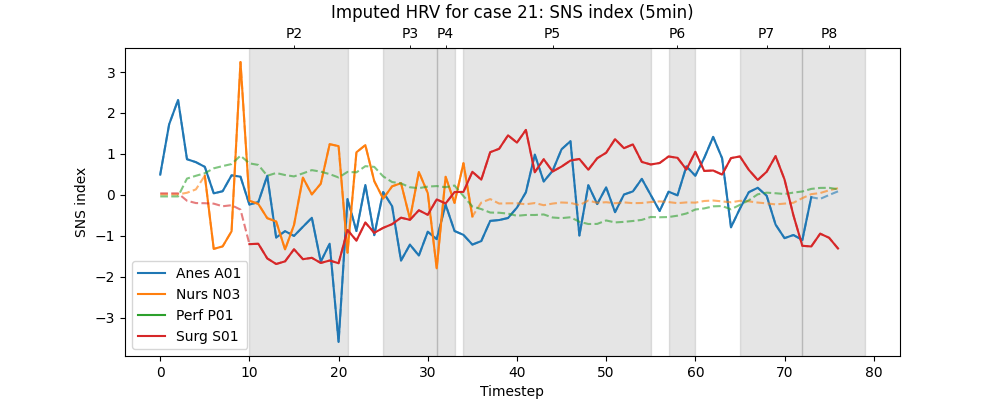 Imputed HRV for case 21: SNS index (5min)
P2 P3 P4 P5 P6 P7 P8
SNS index
3
2
1
0
−1
−2
−3
Anes A01
Nurs N03
Perf P01
Surg S01
0 10 20 30 40 50 60 70 80
Timestep